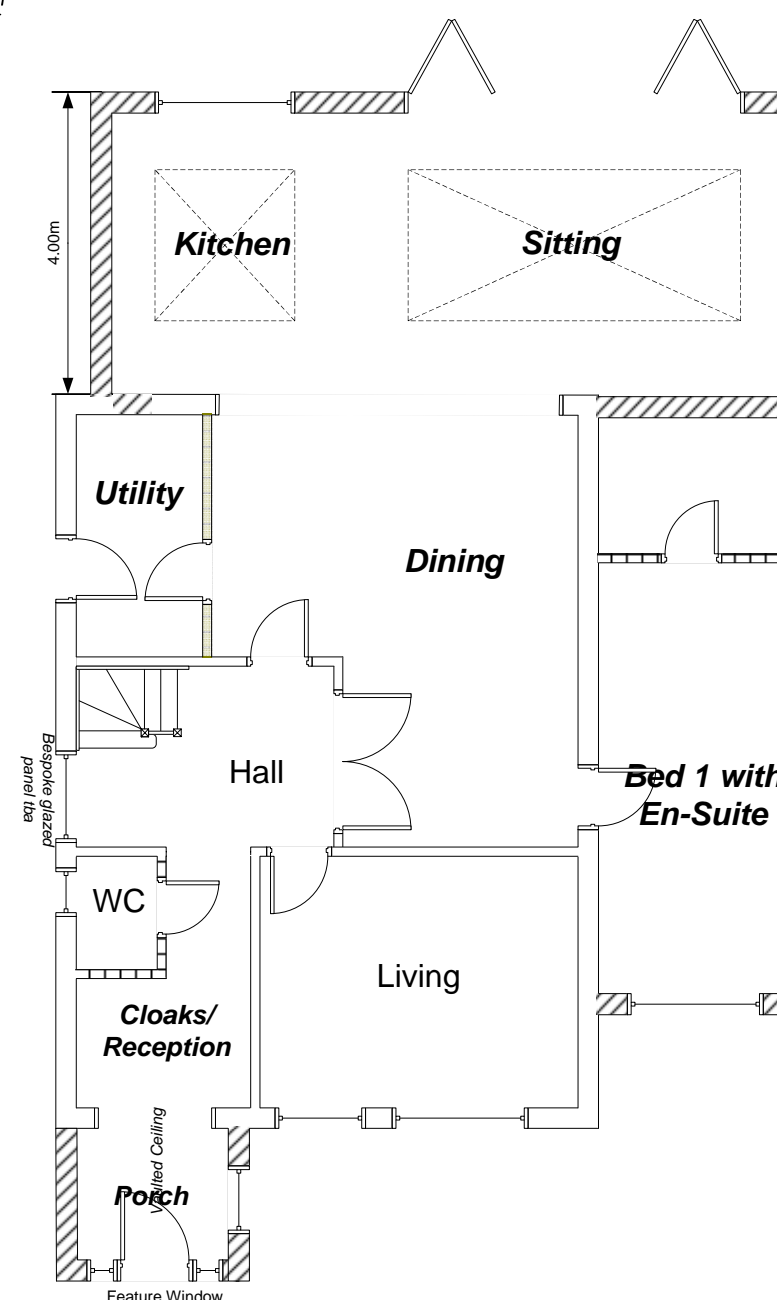 4.00m
Kitchen
Sitting
Utility
Dining
Hall
Bespoke glazed
panel tba
Bed 1 with
En-Suite
WC
Living
Cloaks/
Reception
Vaulted Ceiling
Porch
Feature Window